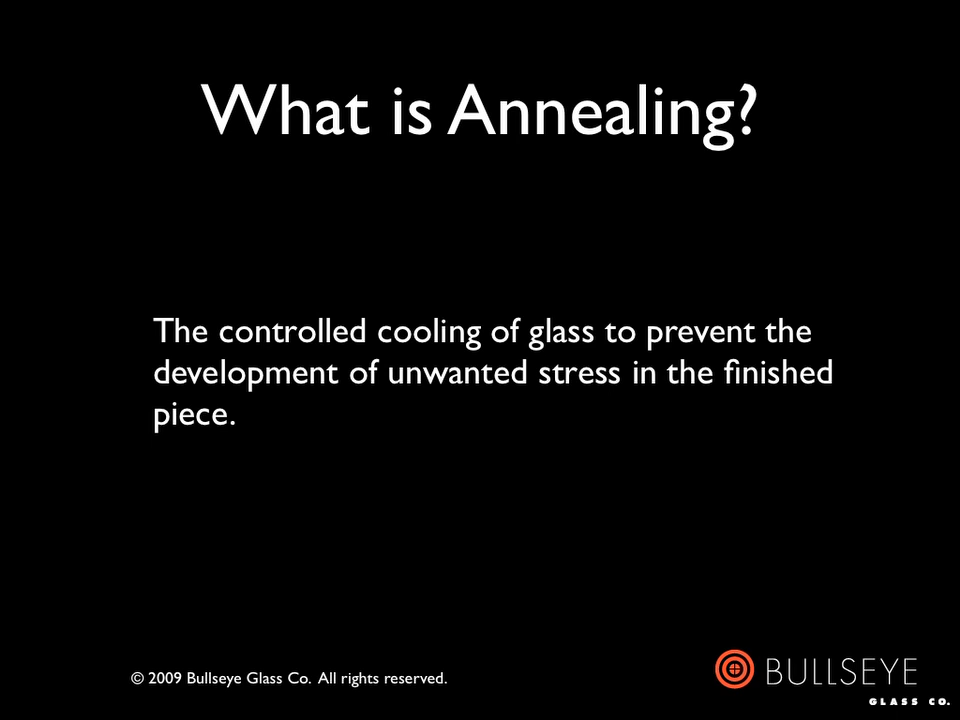 What is Annealing?
The controlled cooling of glass to prevent the
development of unwanted stress in the finished
piece.
© 2009 Bullseye Glass Co. All rights reserved.
BULLSEYE
GLASS CO.